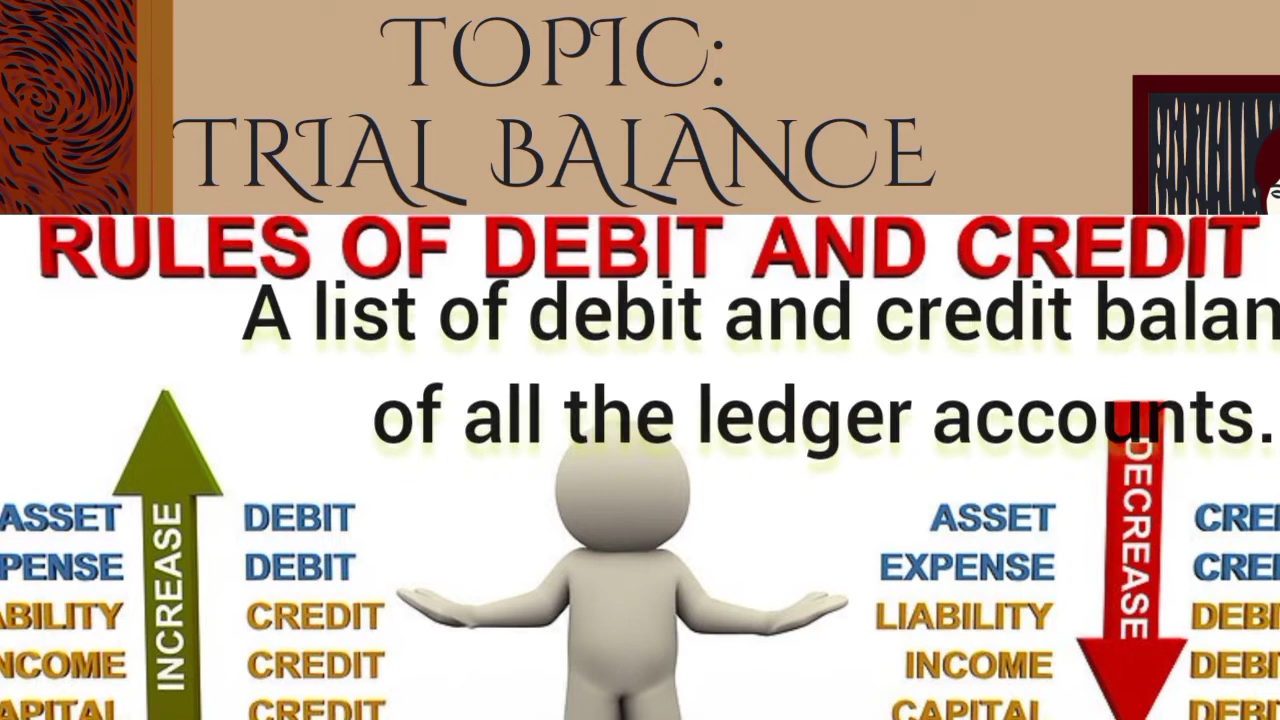 TOPIC:
TRIAL BALANCE
RULES OF DEBIT AND CREDIT
A list of debit and credit balan
of all the ledger accounts.
ASSET DEBIT
PENSE DEBIT
ABILITY CREDIT
NCOME CREDIT
APITAL CREDIT
INCREASE
ASSET CRE
EXPENSE CRE
LIABILITY DEBI
INCOME DEBI
CAPITAL DEBI
DECREASE